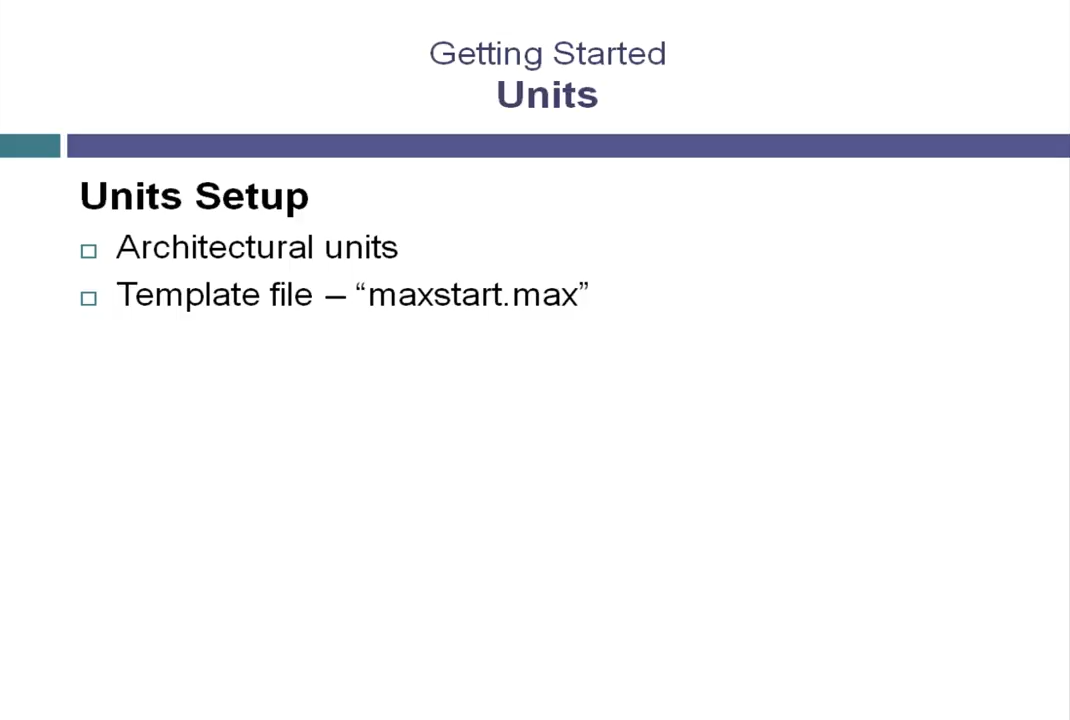 Getting Started
Units
Units Setup
Architectural units
Template file – “maxstart.max”